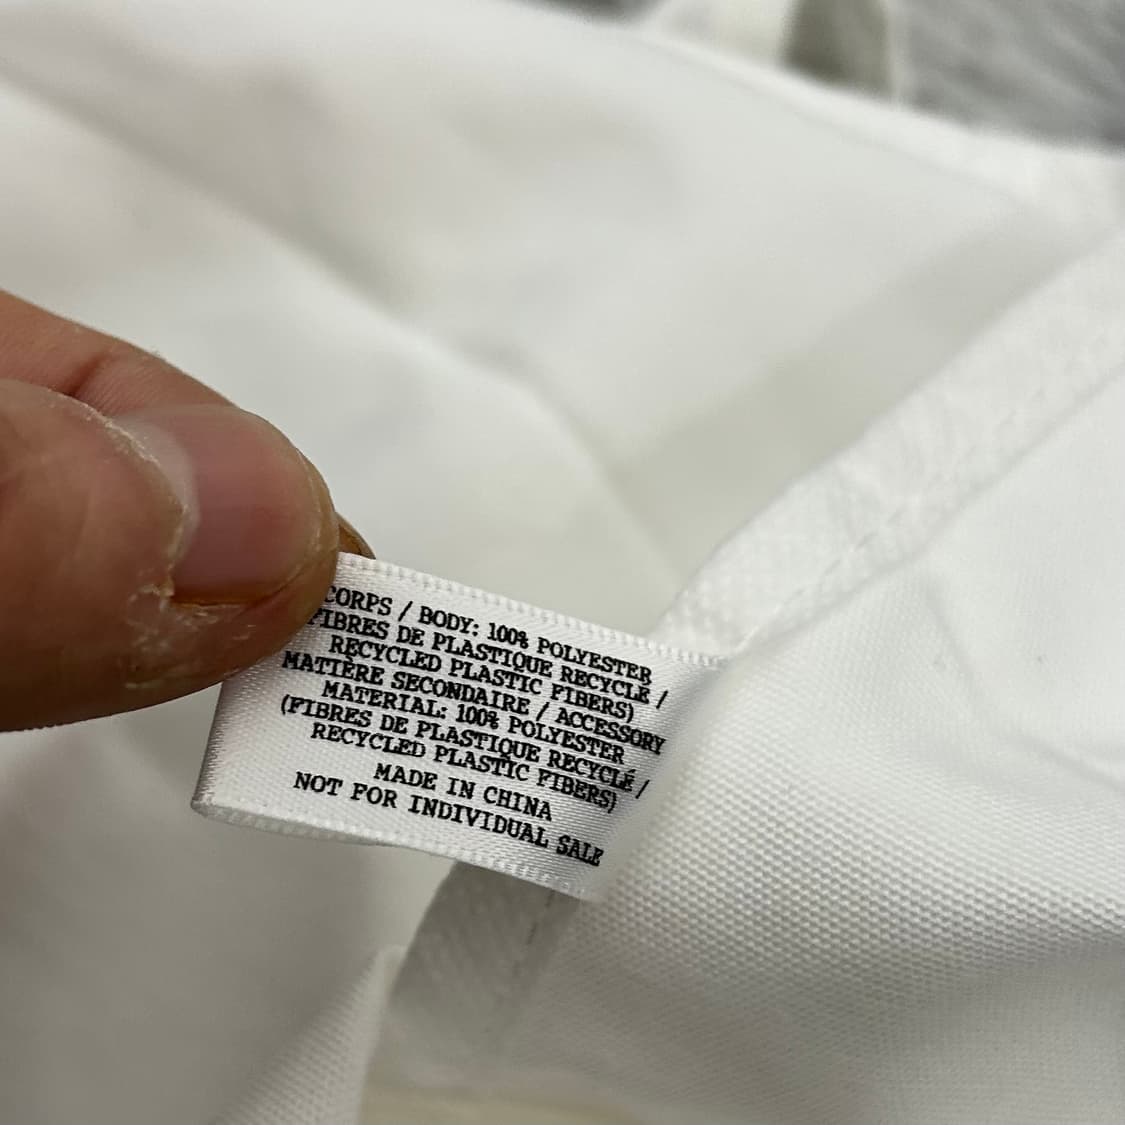 CORPS / BODY: 100% POLYESTER
FIBRES DE PLASTIQUE RECYCLÉ /
RECYCLED PLASTIC FIBERS)
MATIÈRE SECONDAIRE / ACCESSORY
MATERIAL: 100% POLYESTER
(FIBRES DE PLASTIQUE RECYCLÉ /
RECYCLED PLASTIC FIBERS)
MADE IN CHINA
NOT FOR INDIVIDUAL SALE